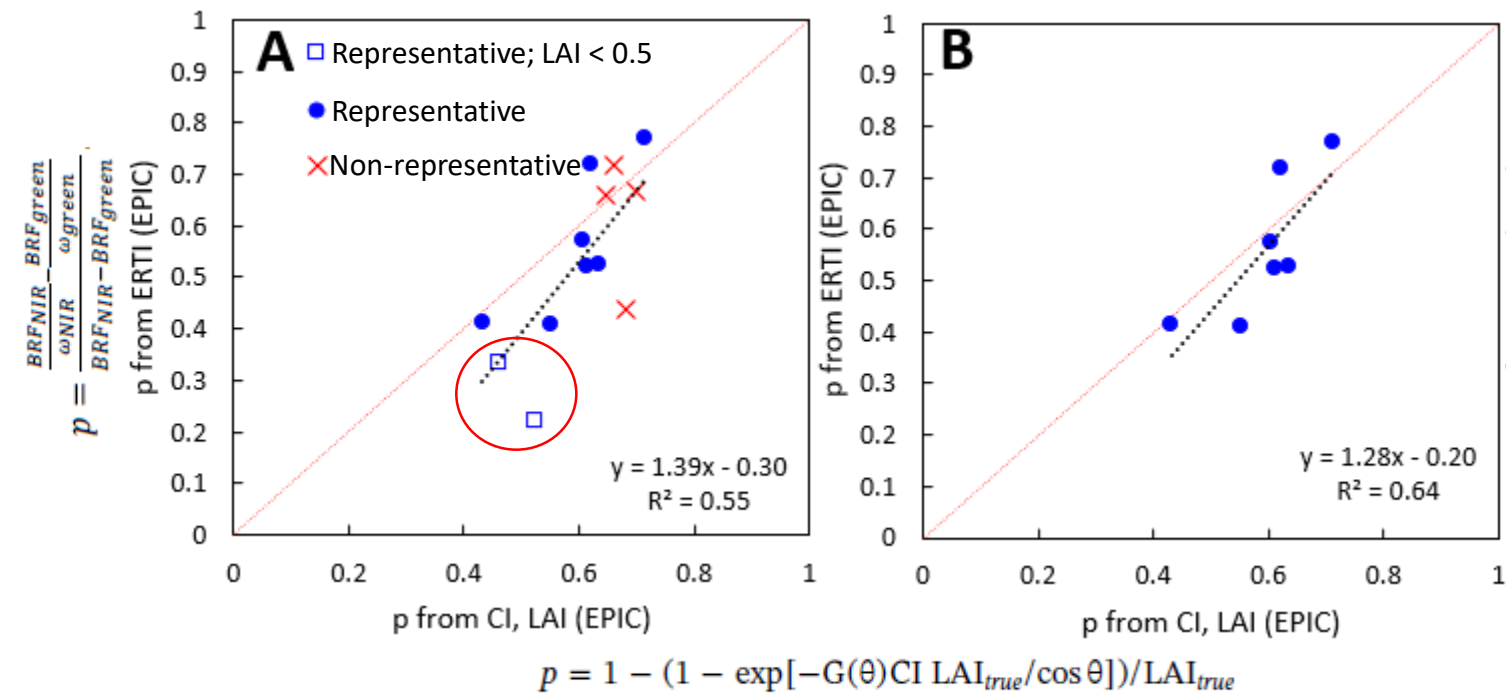 A
Representative; LAI < 0.5
Representative
Non-representative
1
0.9
0.8
0.7
0.6
0.5
0.4
0.3
0.2
0.1
0
0
0.2
0.4
0.6
0.8
1
y = 1.39x - 0.30
R² = 0.55
p from ERTI (EPIC)
p = (BRF_NIR/ω_NIR − BRF_green/ω_green)/(BRF_NIR − BRF_green)
p from CI, LAI (EPIC)
B
1
0.9
0.8
0.7
0.6
0.5
0.4
0.3
0.2
0.1
0
0
0.2
0.4
0.6
0.8
1
y = 1.28x - 0.20
R² = 0.64
p from ERTI (EPIC)
p from CI, LAI (EPIC)
p = 1 − (1 − exp[−G(θ)CI LAI_true/cos θ])/LAI_true